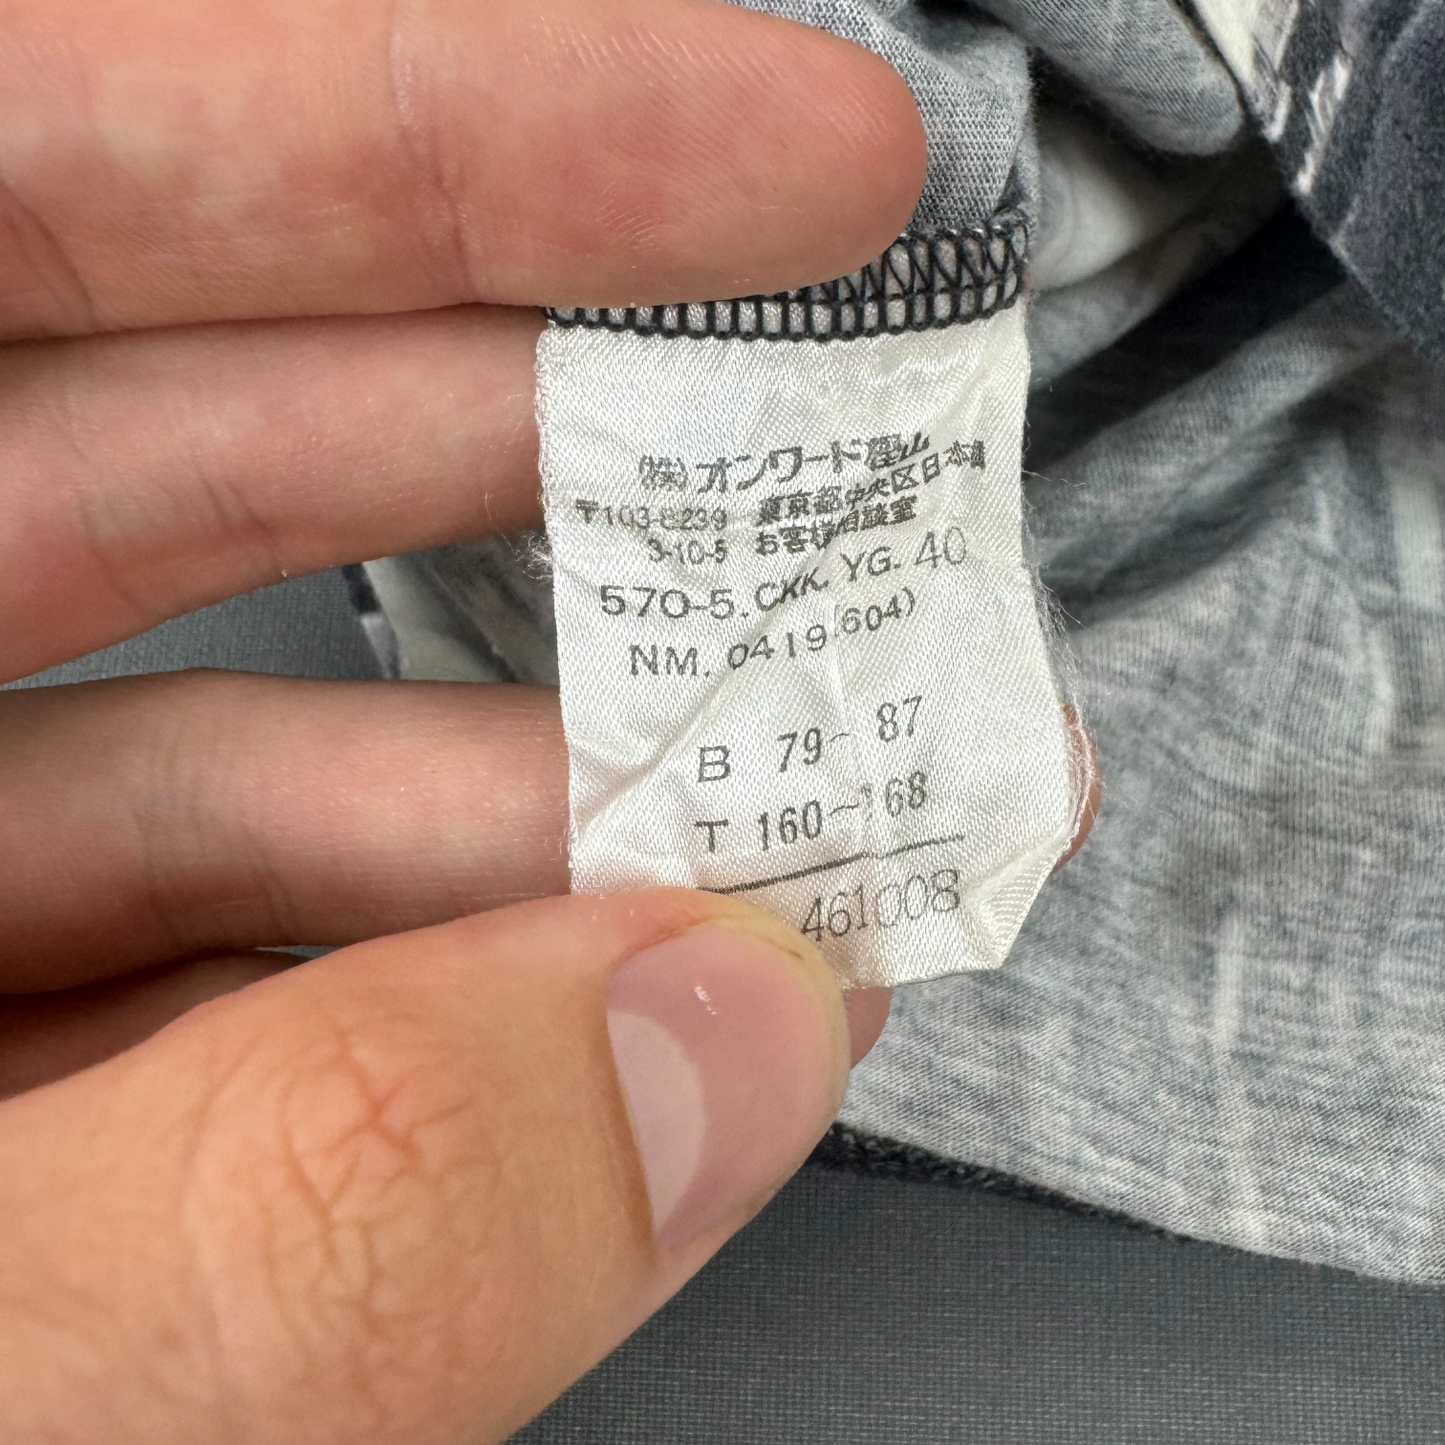 (株)オンワード樫山
〒103-8239 東京都中央区日本橋
3-10-5 お客様相談室
570-5. CKK. YG. 40
NM. 0419(604)
B 79~87
T 160~168
461008